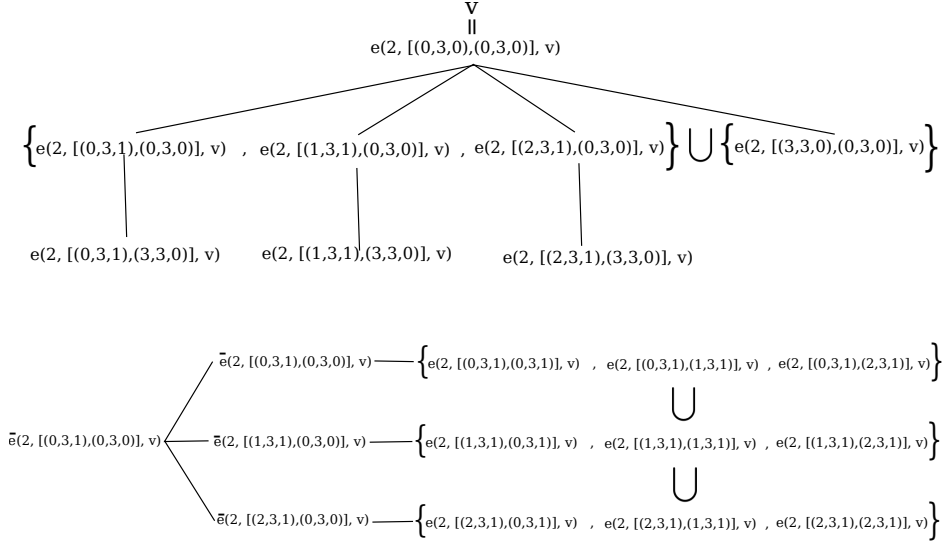 v
=
e(2, [(0,3,0),(0,3,0)], v)
{e(2, [(0,3,1),(0,3,0)], v) , e(2, [(1,3,1),(0,3,0)], v) , e(2, [(2,3,1),(0,3,0)], v)} ⋃ {e(2, [(3,3,0),(0,3,0)], v)}
e(2, [(0,3,1),(3,3,0)], v) e(2, [(1,3,1),(3,3,0)], v) e(2, [(2,3,1),(3,3,0)], v)
e̅(2, [(0,3,1),(0,3,0)], v) {e(2, [(0,3,1),(0,3,1)], v) , e(2, [(0,3,1),(1,3,1)], v) , e(2, [(0,3,1),(2,3,1)], v)}
⋃
e̅(2, [(0,3,1),(0,3,0)], v) e̅(2, [(1,3,1),(0,3,0)], v) {e(2, [(1,3,1),(0,3,1)], v) , e(2, [(1,3,1),(1,3,1)], v) , e(2, [(1,3,1),(2,3,1)], v)}
⋃
e̅(2, [(2,3,1),(0,3,0)], v) {e(2, [(2,3,1),(0,3,1)], v) , e(2, [(2,3,1),(1,3,1)], v) , e(2, [(2,3,1),(2,3,1)], v)}